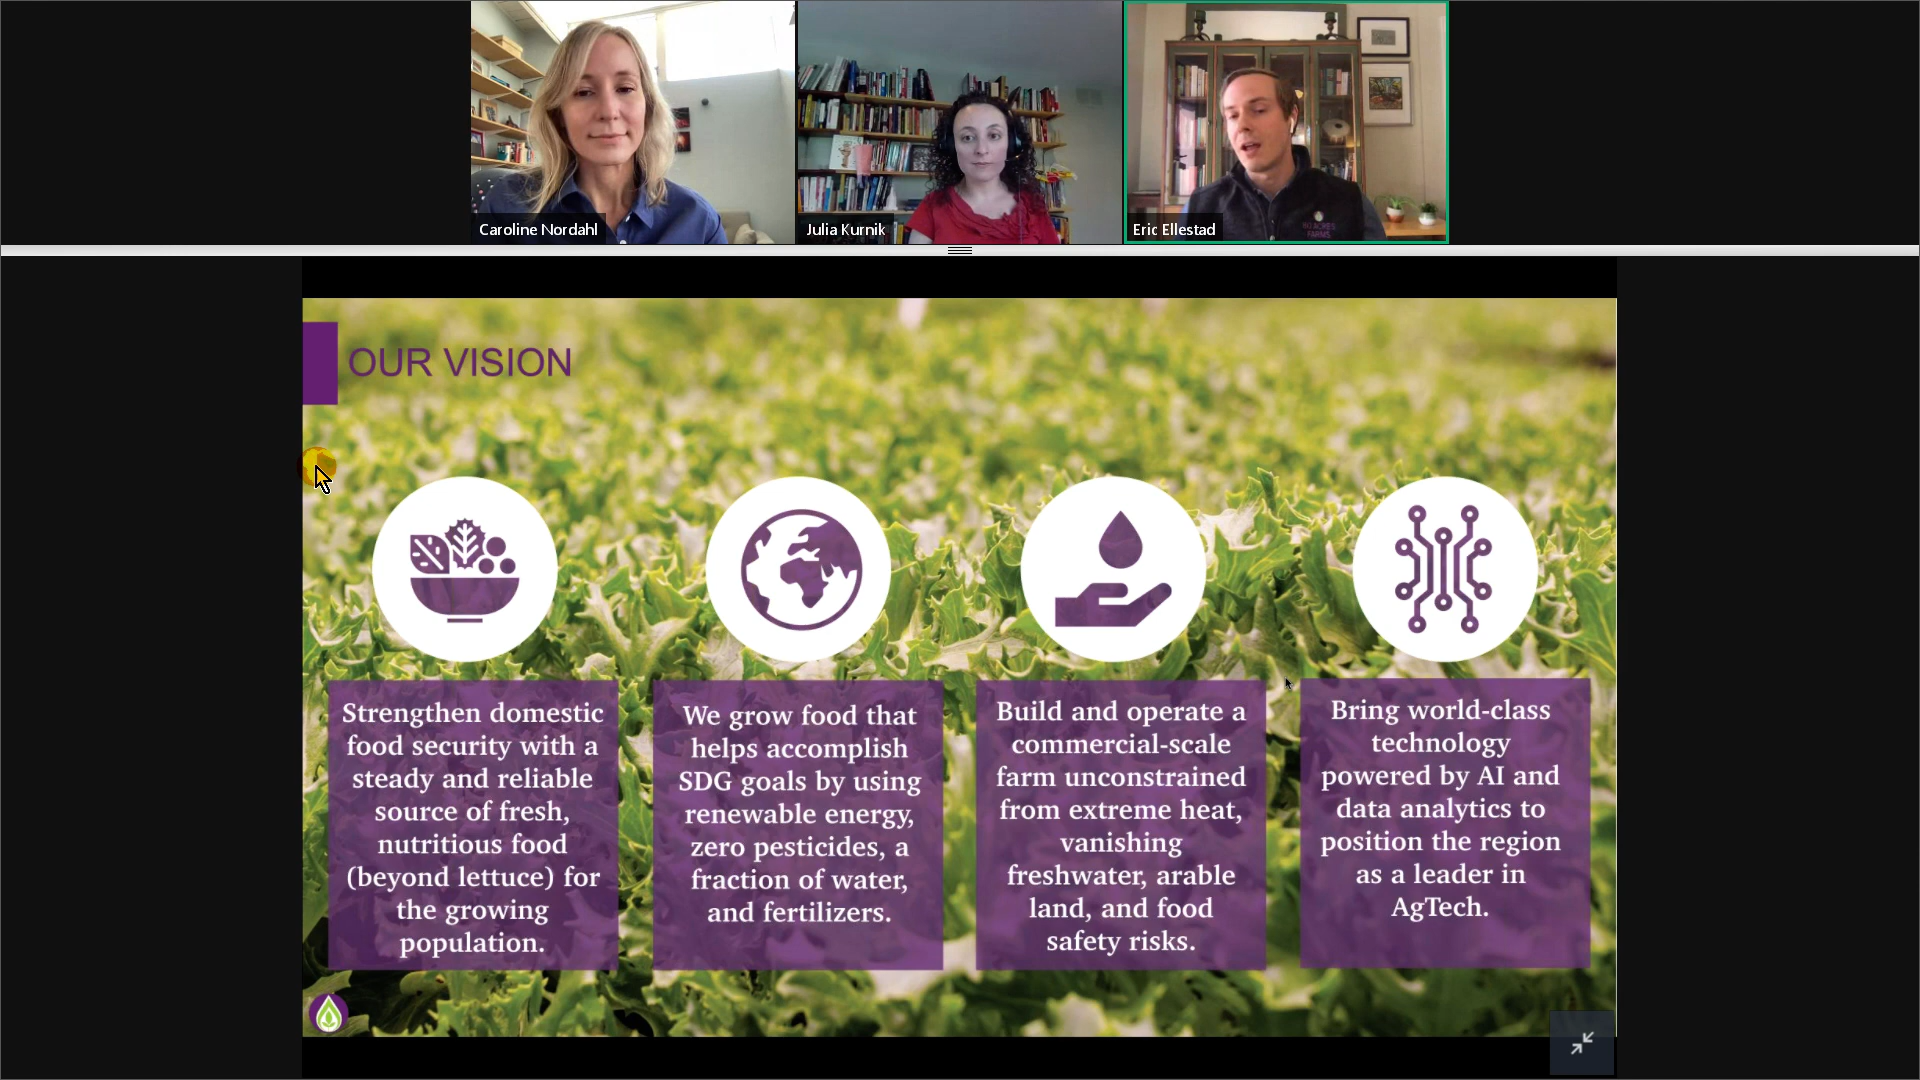 Caroline Nordahl
Julia Kurnik
Eric Ellestad
OUR VISION
Strengthen domestic
food security with a
steady and reliable
source of fresh,
nutritious food
(beyond lettuce) for
the growing
population.
We grow food that
helps accomplish
SDG goals by using
renewable energy,
zero pesticides, a
fraction of water,
and fertilizers.
Build and operate a
commercial-scale
farm unconstrained
from extreme heat,
vanishing
freshwater, arable
land, and food
safety risks.
Bring world-class
technology
powered by AI and
data analytics to
position the region
as a leader in
AgTech.